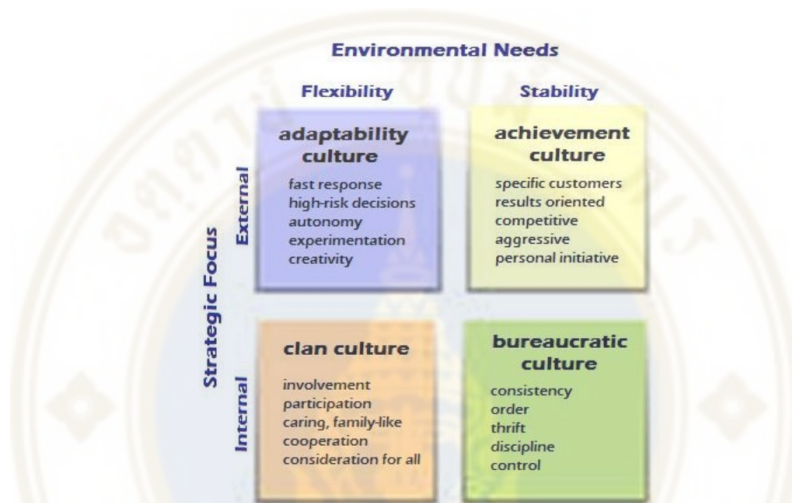 Environmental Needs
Flexibility
Stability
Strategic Focus
External
adaptability
culture
fast response
high-risk decisions
autonomy
experimentation
creativity
achievement
culture
specific customers
results oriented
competitive
aggressive
personal initiative
Internal
clan culture
involvement
participation
caring, family-like
cooperation
consideration for all
bureaucratic
culture
consistency
order
thrift
discipline
control